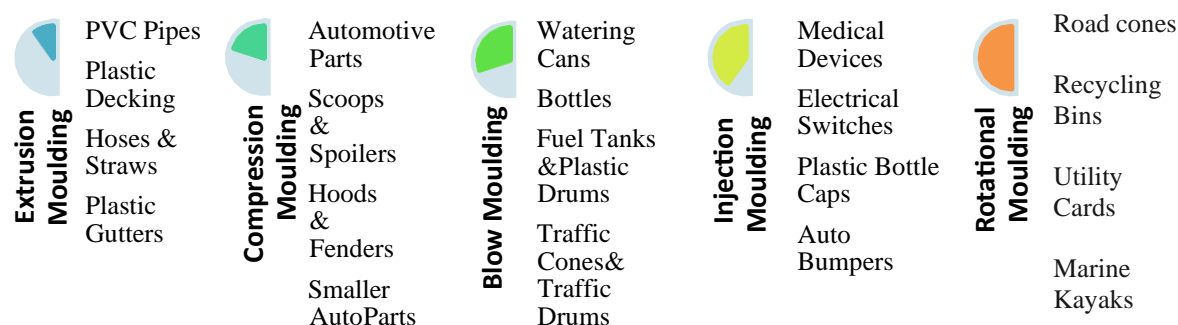 Extrusion
Moulding
PVC Pipes
Plastic
Decking
Hoses &
Straws
Plastic
Gutters
Compression
Moulding
Automotive
Parts
Scoops
&
Spoilers
Hoods
&
Fenders
Smaller
AutoParts
Blow Moulding
Watering
Cans
Bottles
Fuel Tanks
&Plastic
Drums
Traffic
Cones&
Traffic
Drums
Injection
Moulding
Medical
Devices
Electrical
Switches
Plastic Bottle
Caps
Auto
Bumpers
Rotational
Moulding
Road cones
Recycling
Bins
Utility
Cards
Marine
Kayaks